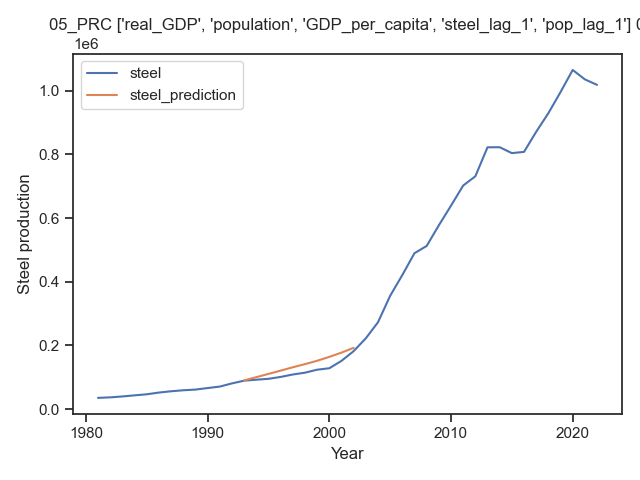 05_PRC ['real_GDP', 'population', 'GDP_per_capita', 'steel_lag_1', 'pop_lag_1']
1e6
steel
steel_prediction
1.0
0.8
0.6
0.4
0.2
0.0
Steel production
1980
1990
2000
2010
2020
Year